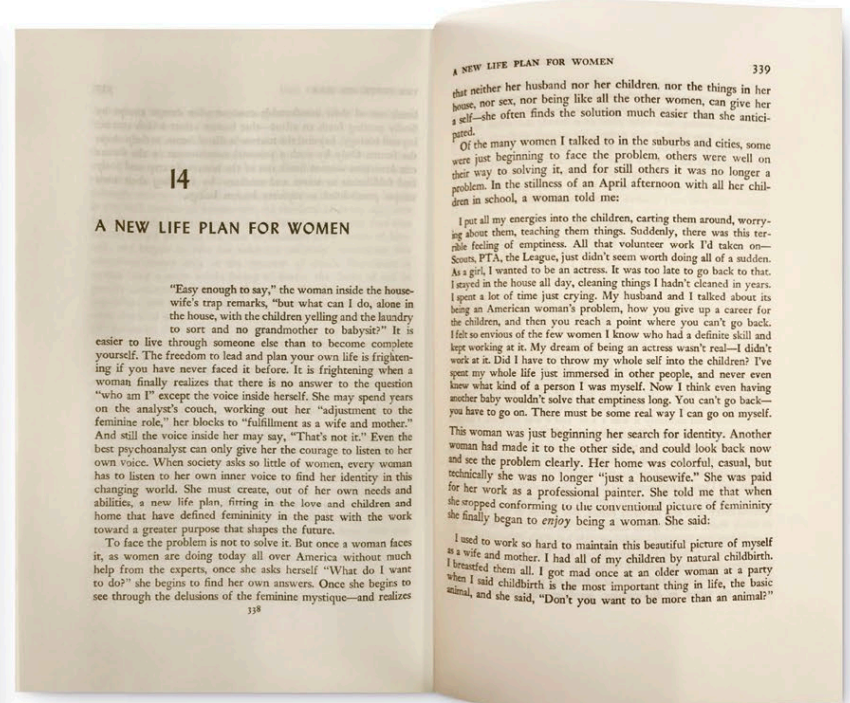 14
A NEW LIFE PLAN FOR WOMEN
"Easy enough to say," the woman inside the house-
wife's trap remarks, "but what can I do, alone in
the house, with the children yelling and the laundry
to sort and no grandmother to babysit?" It is
easier to live through someone else than to become complete
yourself. The freedom to lead and plan your own life is frighten-
ing if you have never faced it before. It is frightening when a
woman finally realizes that there is no answer to the question
"who am I" except the voice inside herself. She may spend years
on the analyst's couch, working out her "adjustment to the
feminine role," her blocks to "fulfillment as a wife and mother."
And still the voice inside her may say, "That's not it." Even the
best psychoanalyst can only give her the courage to listen to her
own voice. When society asks so little of women, every woman
has to listen to her own inner voice to find her identity in this
changing world. She must create, out of her own needs and
abilities, a new life plan, fitting in the love and children and
home that have defined femininity in the past with the work
toward a greater purpose that shapes the future.
To face the problem is not to solve it. But once a woman faces
it, as women are doing today all over America without much
help from the experts, once she asks herself "What do I want
to do?" she begins to find her own answers. Once she begins to
see through the delusions of the feminine mystique—and realizes
338
A NEW LIFE PLAN FOR WOMEN 339
that neither her husband nor her children, nor the things in her
house, nor sex, nor being like all the other women, can give her
a self—she often finds the solution much easier than she antici-
pated.
Of the many women I talked to in the suburbs and cities, some
were just beginning to face the problem, others were well on
their way to solving it, and for still others it was no longer a
problem. In the stillness of an April afternoon with all her chil-
dren in school, a woman told me:
I put all my energies into the children, carting them around, worry-
ing about them, teaching them things. Suddenly, there was this ter-
rible feeling of emptiness. All that volunteer work I'd taken on—
Scouts, PTA, the League, just didn't seem worth doing all of a sudden.
As a girl, I wanted to be an actress. It was too late to go back to that.
I stayed in the house all day, cleaning things I hadn't cleaned in years.
I spent a lot of time just crying. My husband and I talked about its
being an American woman's problem, how you give up a career for
the children, and then you reach a point where you can't go back.
I felt so envious of the few women I know who had a definite skill and
kept working at it. My dream of being an actress wasn't real—I didn't
work at it. Did I have to throw my whole self into the children? I've
spent my whole life just immersed in other people, and never even
knew what kind of a person I was myself. Now I think even having
another baby wouldn't solve that emptiness long. You can't go back—
you have to go on. There must be some real way I can go on myself.
This woman was just beginning her search for identity. Another
woman had made it to the other side, and could look back now
and see the problem clearly. Her home was colorful, casual, but
technically she was no longer "just a housewife." She was paid
for her work as a professional painter. She told me that when
she stopped conforming to the conventional picture of femininity
she finally began to enjoy being a woman. She said:
I used to work so hard to maintain this beautiful picture of myself
as a wife and mother. I had all of my children by natural childbirth.
I breastfed them all. I got mad once at an older woman at a party
when I said childbirth is the most important thing in life, the basic
animal, and she said, "Don't you want to be more than an animal?"